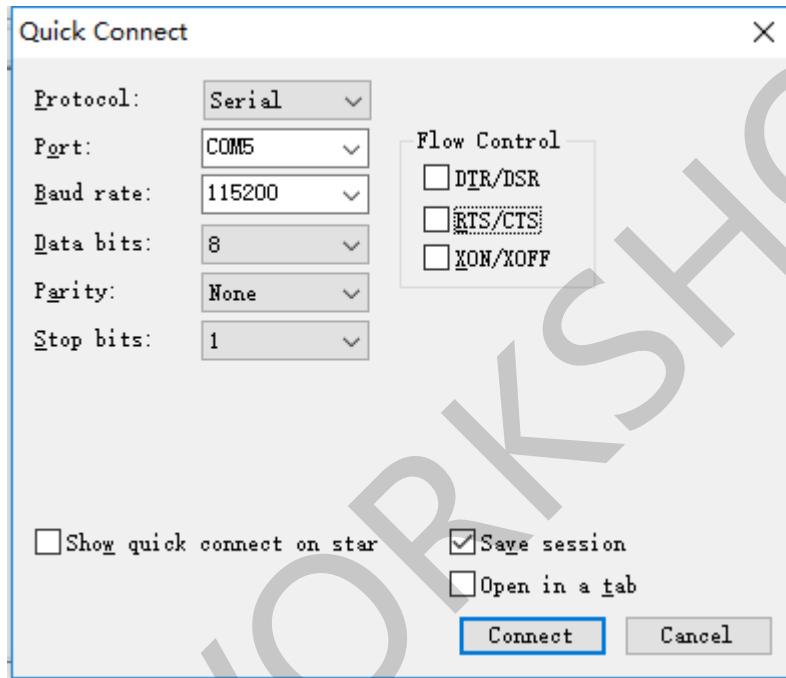 Quick Connect
Protocol: Serial
Port: COM5
Baud rate: 115200
Data bits: 8
Parity: None
Stop bits: 1
Flow Control
DTR/DSR
RTS/CTS
XON/XOFF
Show quick connect on star
Save session
Open in a tab
Connect Cancel
WORKSHO